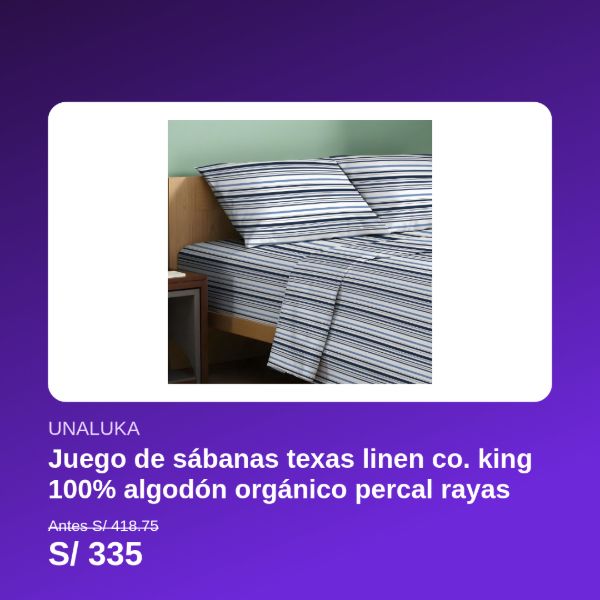 UNALUKA
Juego de sábanas texas linen co. king
100% algodón orgánico percal rayas
Antes S/ 418.75
S/ 335